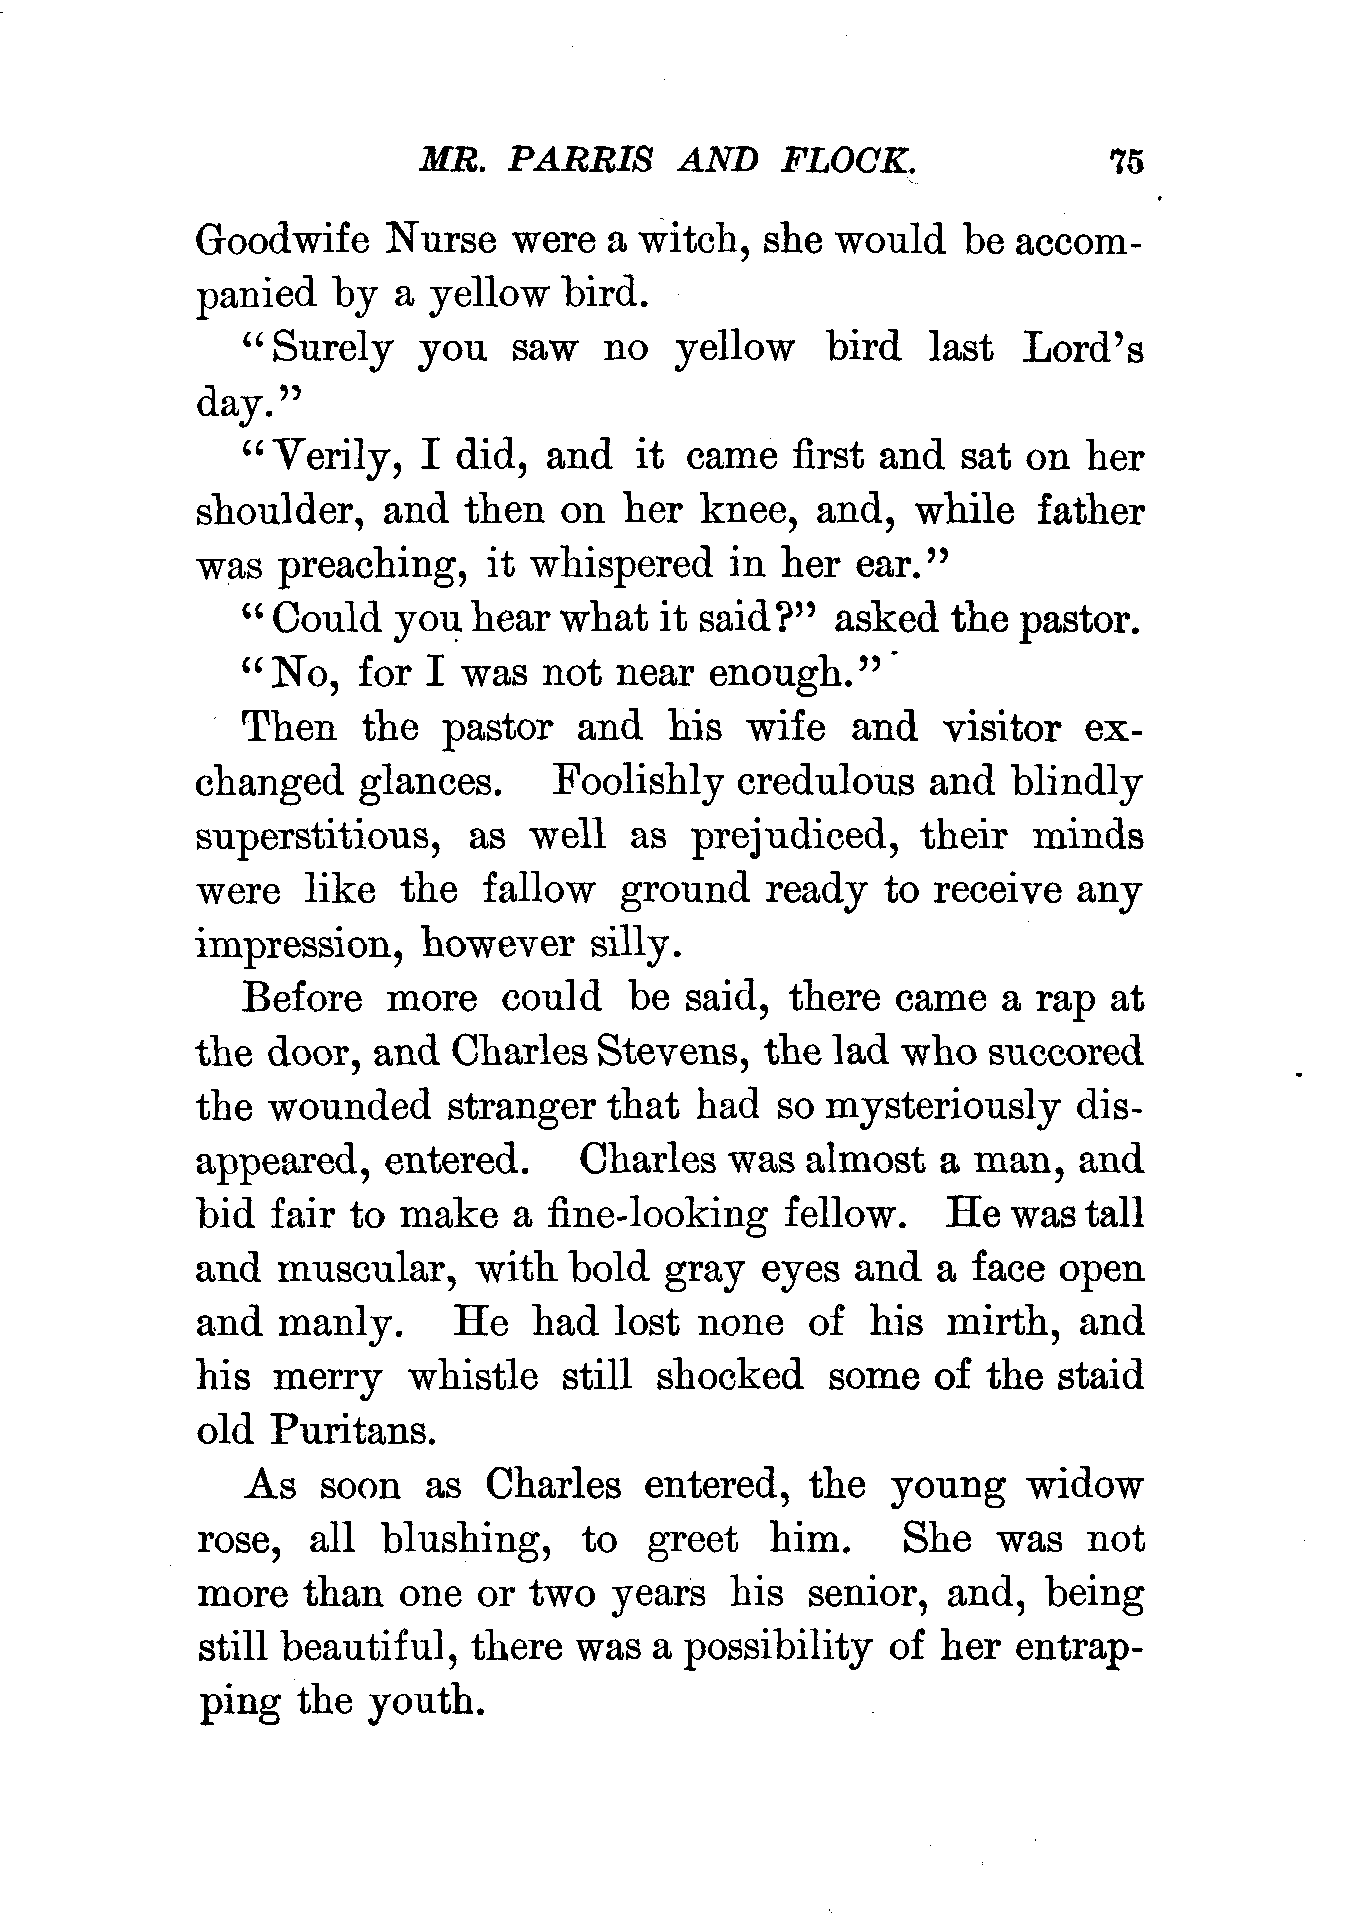 MR. PARRIS AND FLOCK. 75
Goodwife Nurse were a witch, she would be accom-
panied by a yellow bird.
"Surely you saw no yellow bird last Lord's
day."
"Verily, I did, and it came first and sat on her
shoulder, and then on her knee, and, while father
was preaching, it whispered in her ear."
"Could you hear what it said?" asked the pastor.
"No, for I was not near enough."
Then the pastor and his wife and visitor ex-
changed glances. Foolishly credulous and blindly
superstitious, as well as prejudiced, their minds
were like the fallow ground ready to receive any
impression, however silly.
Before more could be said, there came a rap at
the door, and Charles Stevens, the lad who succored
the wounded stranger that had so mysteriously dis-
appeared, entered. Charles was almost a man, and
bid fair to make a fine-looking fellow. He was tall
and muscular, with bold gray eyes and a face open
and manly. He had lost none of his mirth, and
his merry whistle still shocked some of the staid
old Puritans.
As soon as Charles entered, the young widow
rose, all blushing, to greet him. She was not
more than one or two years his senior, and, being
still beautiful, there was a possibility of her entrap-
ping the youth.